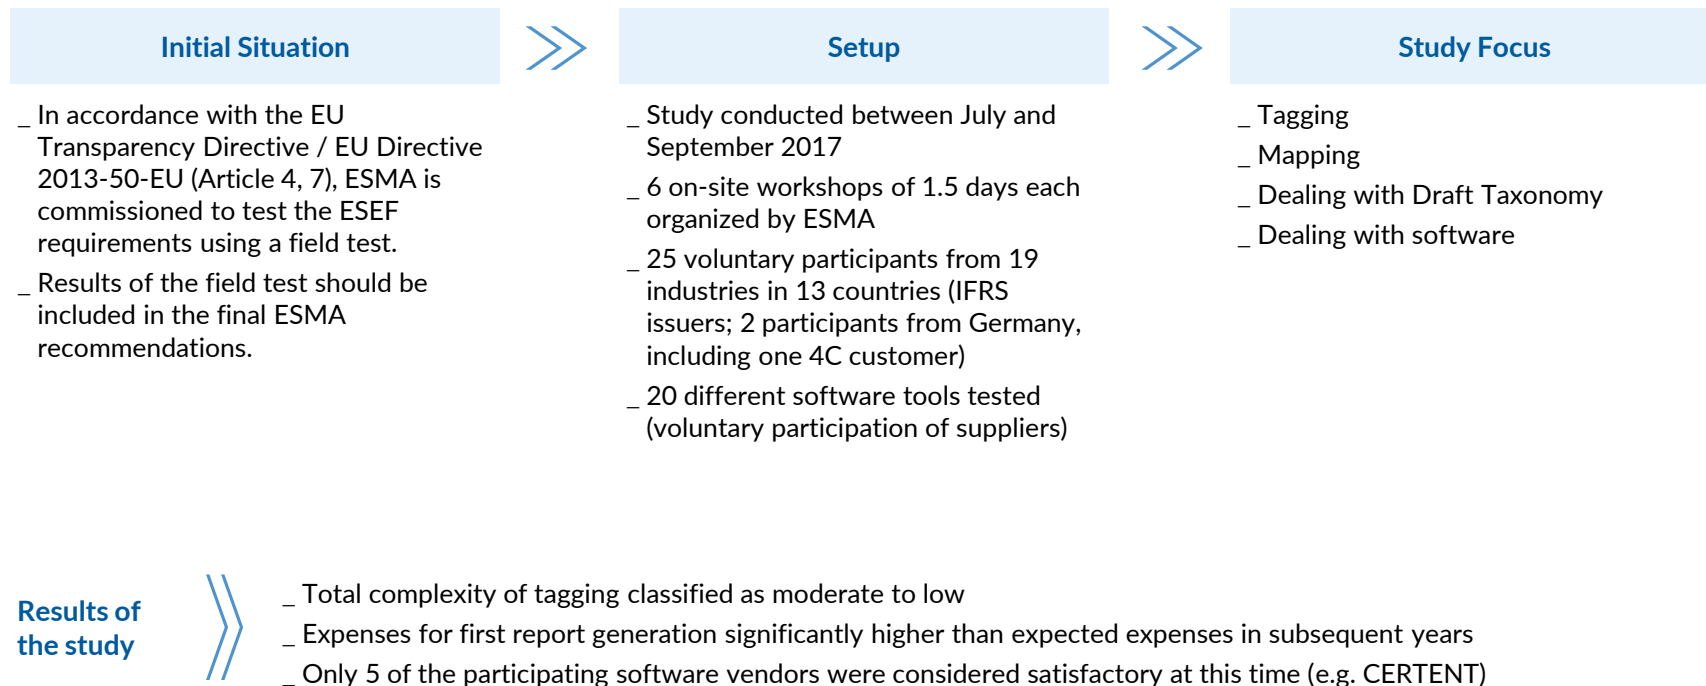 Initial Situation
_ In accordance with the EU
Transparency Directive / EU Directive
2013-50-EU (Article 4, 7), ESMA is
commissioned to test the ESEF
requirements using a field test.
_ Results of the field test should be
included in the final ESMA
recommendations.
Setup
_ Study conducted between July and
September 2017
_ 6 on-site workshops of 1.5 days each
organized by ESMA
_ 25 voluntary participants from 19
industries in 13 countries (IFRS
issuers; 2 participants from Germany,
including one 4C customer)
_ 20 different software tools tested
(voluntary participation of suppliers)
Study Focus
_ Tagging
_ Mapping
_ Dealing with Draft Taxonomy
_ Dealing with software
Results of
the study
_ Total complexity of tagging classified as moderate to low
_ Expenses for first report generation significantly higher than expected expenses in subsequent years
_ Only 5 of the participating software vendors were considered satisfactory at this time (e.g. CERTENT)